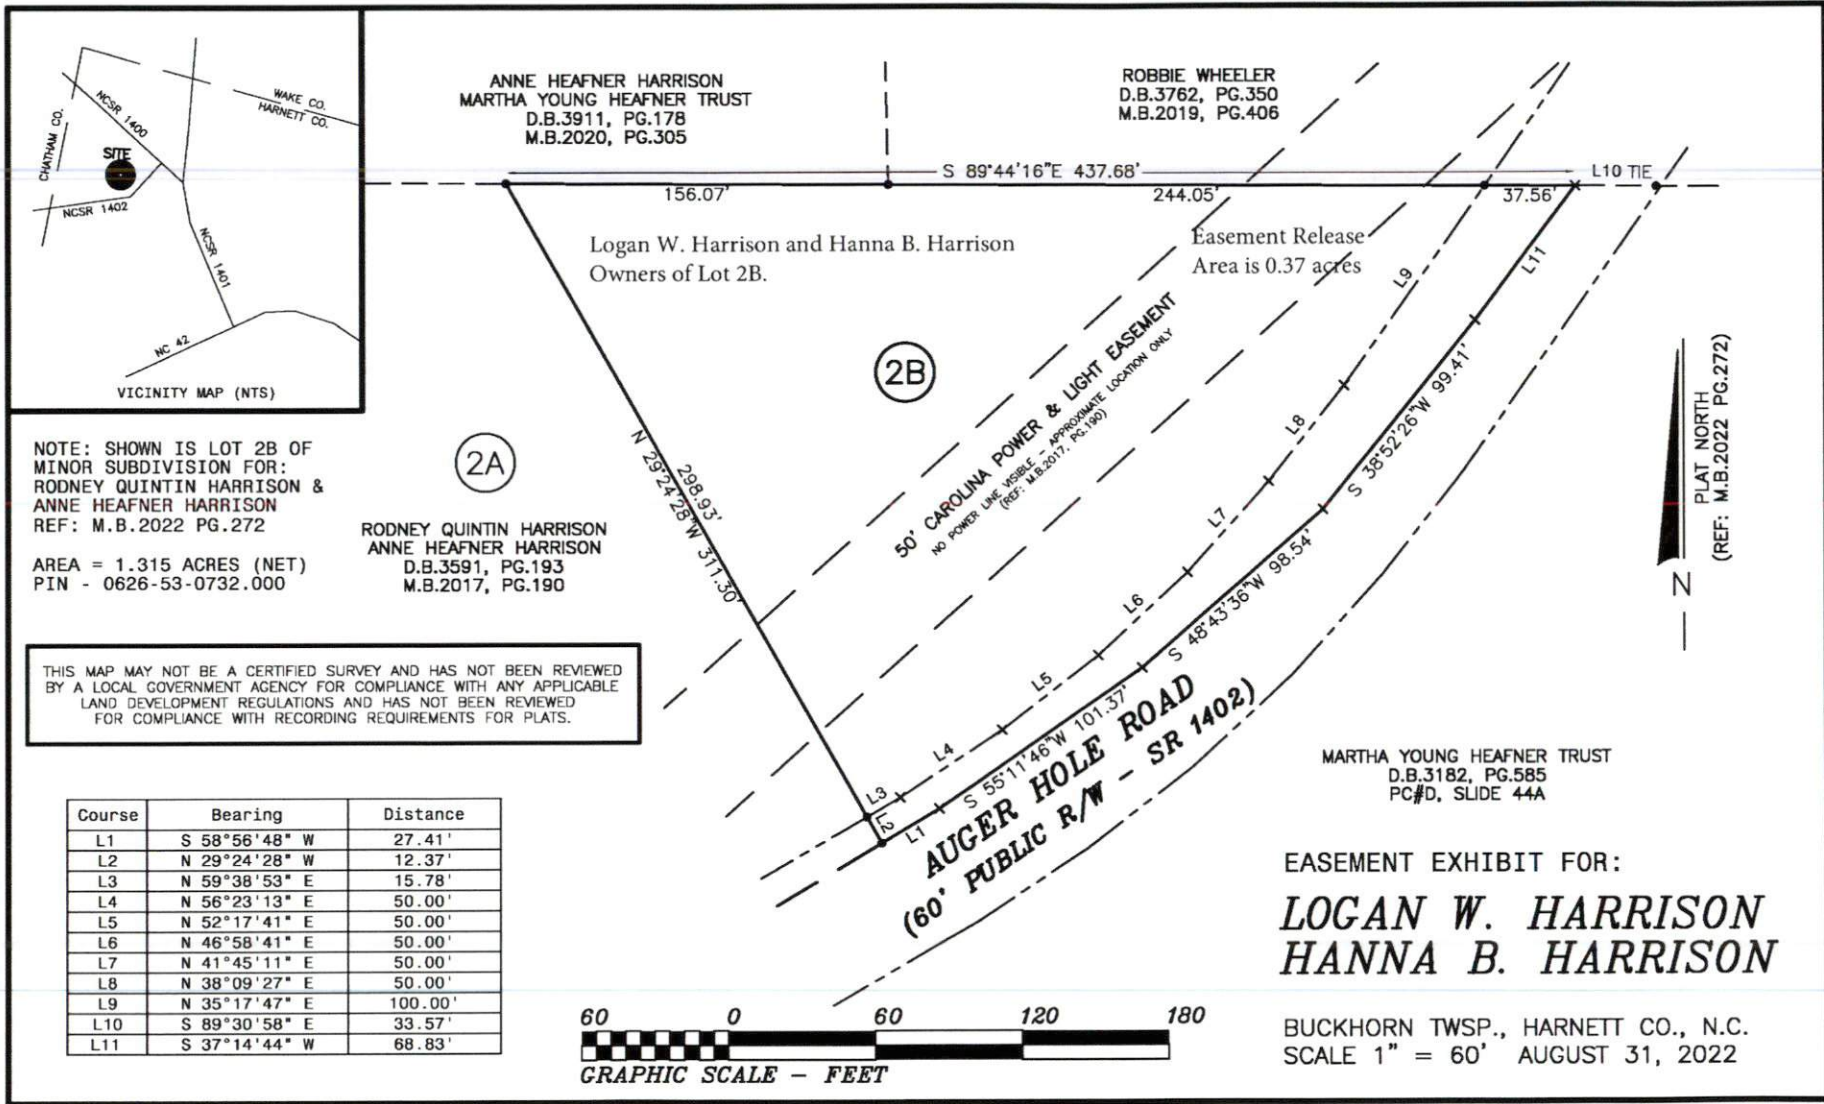 WAKE CO.
HARNETT CO.
CHATHAM CO.
NCSR 1400
SITE
NCSR 1402
NCSR 1401
NC 42
VICINITY MAP (NTS)
ANNE HEAFNER HARRISON
MARTHA YOUNG HEAFNER TRUST
D.B.3911, PG.178
M.B.2020, PG.305
ROBBIE WHEELER
D.B.3762, PG.350
M.B.2019, PG.406
S 89°44'16"E 437.68'
L10 TIE
156.07'
244.05'
37.56'
Logan W. Harrison and Hanna B. Harrison
Owners of Lot 2B.
Easement Release
Area is 0.37 acres
L11
L9
2B
50' CAROLINA POWER & LIGHT EASEMENT
NO POWER LINE VISIBLE - APPROXIMATE LOCATION ONLY
(REF: M.B.2017, PG.190)
S 38°52'26"W 99.41'
L8
L7
L6
L5
L4
L3
L2
L1
S 48°43'36"W 98.54'
S 55°11'46"W 101.37'
AUGER HOLE ROAD
(60' PUBLIC R/W - SR 1402)
298.93'
N 29°24'28"W 311.30'
PLAT NORTH
(REF: M.B.2022 PG.272)
N
NOTE: SHOWN IS LOT 2B OF
MINOR SUBDIVISION FOR:
RODNEY QUINTIN HARRISON &
ANNE HEAFNER HARRISON
REF: M.B.2022 PG.272
AREA = 1.315 ACRES (NET)
PIN - 0626-53-0732.000
2A
RODNEY QUINTIN HARRISON
ANNE HEAFNER HARRISON
D.B.3591, PG.193
M.B.2017, PG.190
THIS MAP MAY NOT BE A CERTIFIED SURVEY AND HAS NOT BEEN REVIEWED
BY A LOCAL GOVERNMENT AGENCY FOR COMPLIANCE WITH ANY APPLICABLE
LAND DEVELOPMENT REGULATIONS AND HAS NOT BEEN REVIEWED
FOR COMPLIANCE WITH RECORDING REQUIREMENTS FOR PLATS.
Course Bearing Distance
L1 S 58°56'48" W 27.41'
L2 N 29°24'28" W 12.37'
L3 N 59°38'53" E 15.78'
L4 N 56°23'13" E 50.00'
L5 N 52°17'41" E 50.00'
L6 N 46°58'41" E 50.00'
L7 N 41°45'11" E 50.00'
L8 N 38°09'27" E 50.00'
L9 N 35°17'47" E 100.00'
L10 S 89°30'58" E 33.57'
L11 S 37°14'44" W 68.83'
MARTHA YOUNG HEAFNER TRUST
D.B.3182, PG.585
PC#D, SLIDE 44A
EASEMENT EXHIBIT FOR:
LOGAN W. HARRISON
HANNA B. HARRISON
BUCKHORN TWSP., HARNETT CO., N.C.
SCALE 1" = 60' AUGUST 31, 2022
60 0 60 120 180
GRAPHIC SCALE - FEET